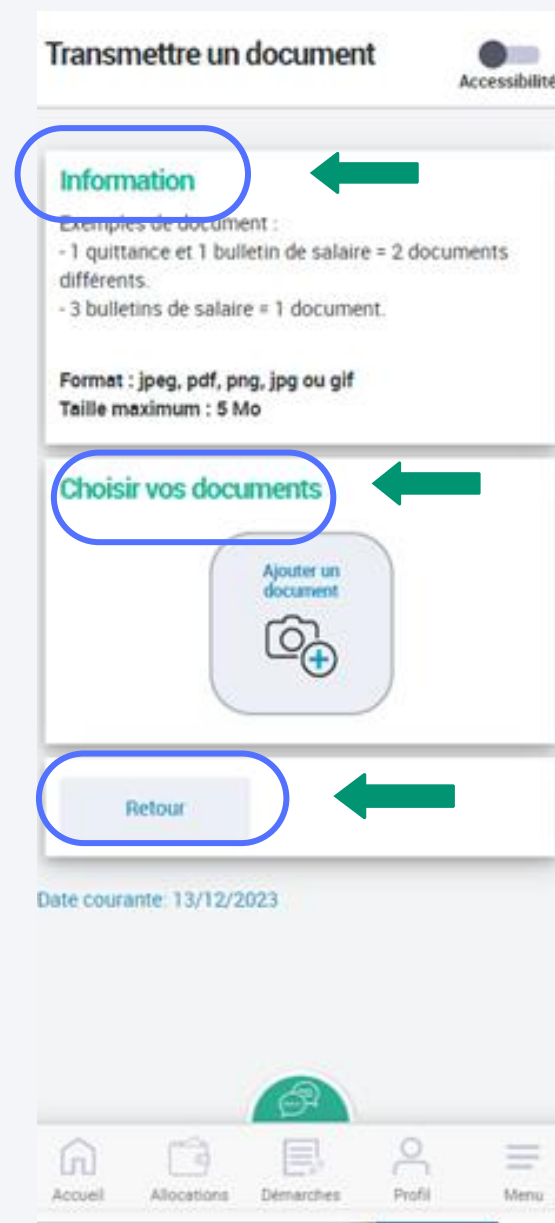 Transmettre un document
Accessibilité
Information
Exemples de document :
- 1 quittance et 1 bulletin de salaire = 2 documents
différents.
- 3 bulletins de salaire = 1 document.
Format : jpeg, pdf, png, jpg ou gif
Taille maximum : 5 Mo
Choisir vos documents
Ajouter un
document
Retour
Date courante: 13/12/2023
Accueil
Allocations
Démarches
Profil
Menu